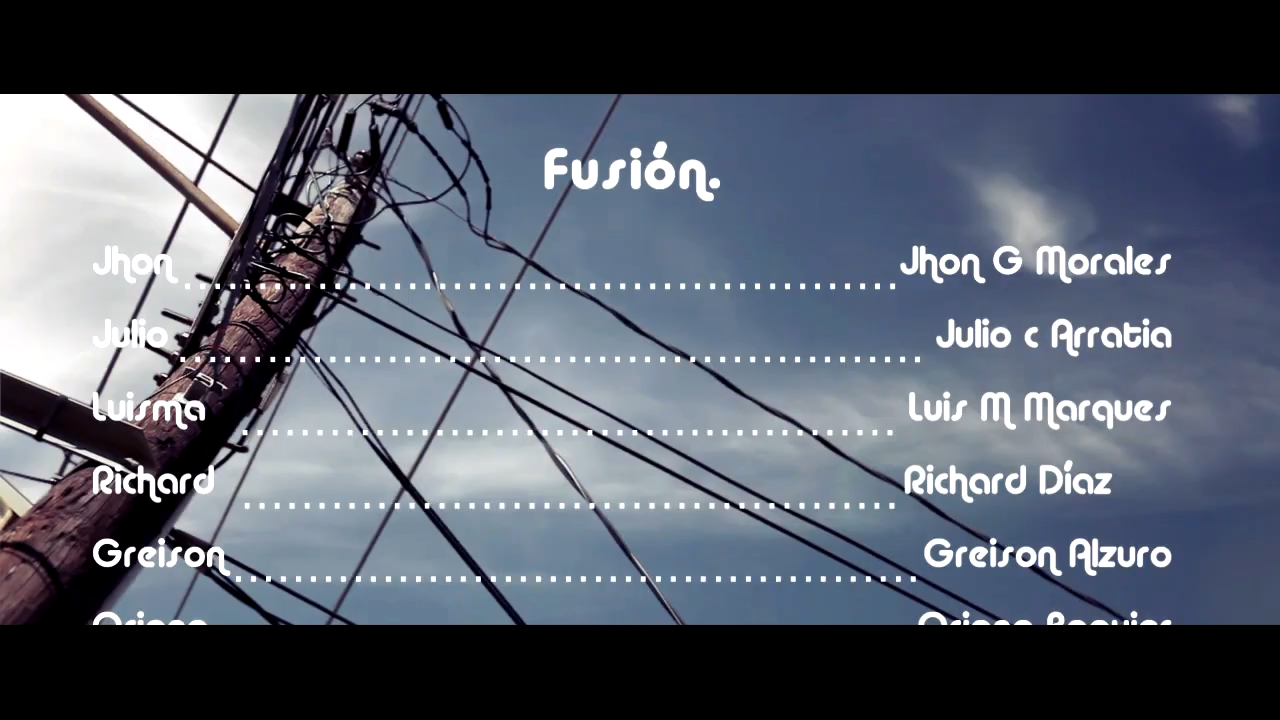 Fusión.
Jhon ................................................ Jhon G Morales
Julio .................................................. Julio c Arratia
Luisma ............................................ Luis M Marques
Richard ............................................ Richard Díaz
Greison .............................................. Greison Alzuro